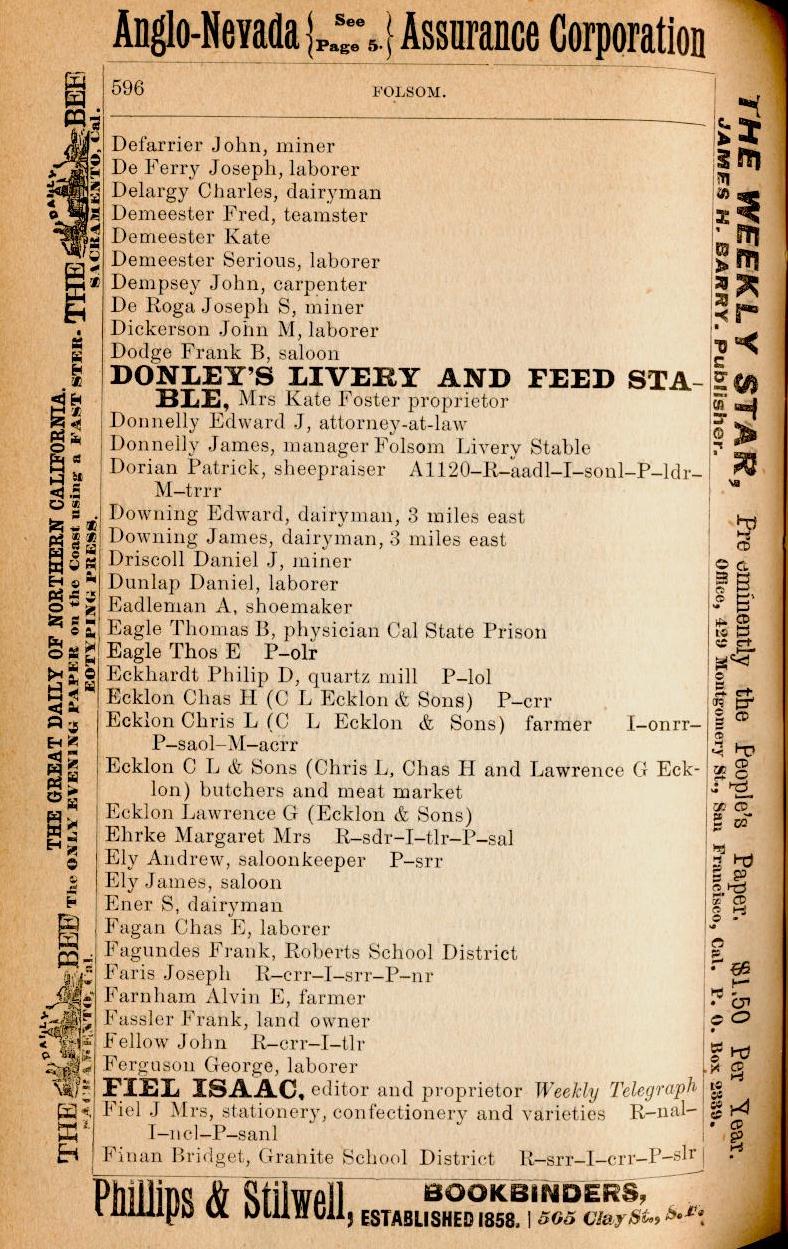 Anglo-Nevada { See Page 5. } Assurance Corporation
596 FOLSOM.
Defarrier John, miner
De Ferry Joseph, laborer
Delargy Charles, dairyman
Demeester Fred, teamster
Demeester Kate
Demeester Serious, laborer
Dempsey John, carpenter
De Roga Joseph S, miner
Dickerson John M, laborer
Dodge Frank B, saloon
DONLEY'S LIVERY AND FEED STA-
BLE, Mrs Kate Foster proprietor
Donnelly Edward J, attorney-at-law
Donnelly James, manager Folsom Livery Stable
Dorian Patrick, sheepraiser A1120–R–aadl–I–sonl–P–ldr–
M–trrr
Downing Edward, dairyman, 3 miles east
Downing James, dairyman, 3 miles east
Driscoll Daniel J, miner
Dunlap Daniel, laborer
Eadleman A, shoemaker
Eagle Thomas B, physician Cal State Prison
Eagle Thos E P–olr
Eckhardt Philip D, quartz mill P–lol
Ecklon Chas H (C L Ecklon & Sons) P–crr
Ecklon Chris L (C L Ecklon & Sons) farmer I–onrr–
P–saol–M–acrr
Ecklon C L & Sons (Chris L, Chas H and Lawrence G Eck-
lon) butchers and meat market
Ecklon Lawrence G (Ecklon & Sons)
Ehrke Margaret Mrs R–sdr–I–tlr–P–sal
Ely Andrew, saloonkeeper P–srr
Ely James, saloon
Ener S, dairyman
Fagan Chas E, laborer
Fagundes Frank, Roberts School District
Faris Joseph R–crr–I–srr–P–nr
Farnham Alvin E, farmer
Fassler Frank, land owner
Fellow John R–crr–I–tlr
Ferguson George, laborer
FIEL ISAAC, editor and proprietor Weekly Telegraph
Fiel J Mrs, stationery, confectionery and varieties R–nal–
I–ncl–P–sanl
Finan Bridget, Granite School District R–srr–I–crr–P–slr
Phillips & Stilwell, BOOKBINDERS,
ESTABLISHED 1858. | 505 Clay St., S. F.
THE DAILY BEE SACRAMENTO, Cal.
THE GREAT DAILY OF NORTHERN CALIFORNIA.
The ONLY EVENING PAPER on the Coast using a FAST STER-
EOTYPING PRESS.
THE DAILY BEE SACRAMENTO, Cal.
THE WEEKLY STAR, Pre eminently the People's Paper. $1.50 Per Year.
JAMES H. BARRY, Publisher. Office, 429 Montgomery St., San Francisco, Cal. P. O. Box 2339.